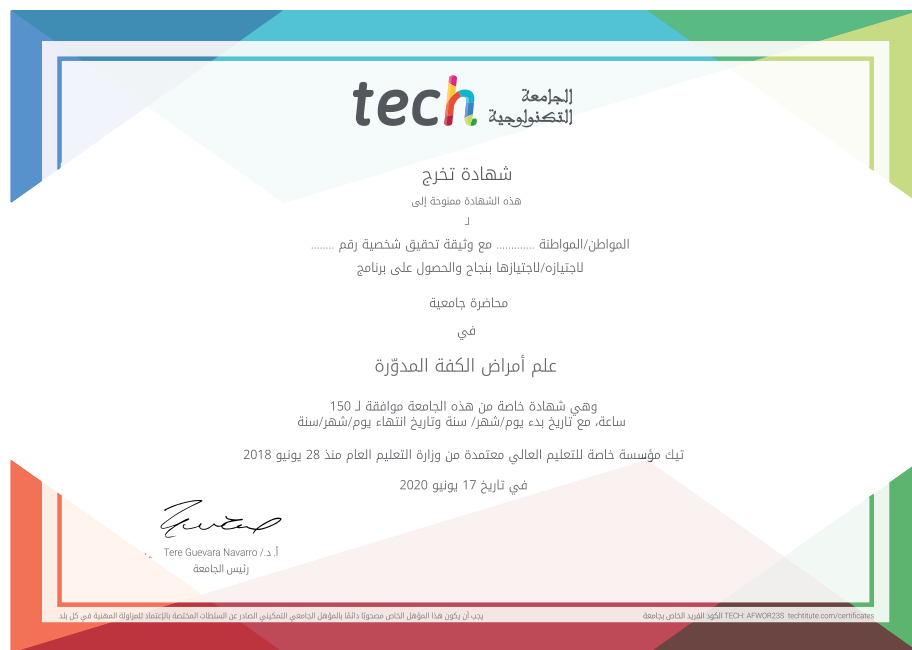 tech الجامعة
التكنولوجية
شهادة تخرج
هذه الشهادة ممنوحة إلى
لـ
المواطن/المواطنة ............. مع وثيقة تحقيق شخصية رقم ........
لاجتيازه/لاجتيازها بنجاح والحصول على برنامج
محاضرة جامعية
في
علم أمراض الكفة المدوّرة
وهي شهادة خاصة من هذه الجامعة موافقة لـ 150
ساعة، مع تاريخ بدء يوم/شهر/ سنة وتاريخ انتهاء يوم/شهر/سنة
تيك مؤسسة خاصة للتعليم العالي معتمدة من وزارة التعليم العام منذ 28 يونيو 2018
في تاريخ 17 يونيو 2020
أ. د./ Tere Guevara Navarro
رئيس الجامعة
يجب أن يكون هذا المؤهل الخاص مصحوبًا دائمًا بالمؤهل الجامعي التمكيني الصادر عن السلطات المختصة بالإعتماد للمزاولة المهنية في كل بلد.
الكود الفريد الخاص بجامعة TECH: AFWOR23S techtitute.com/certificates